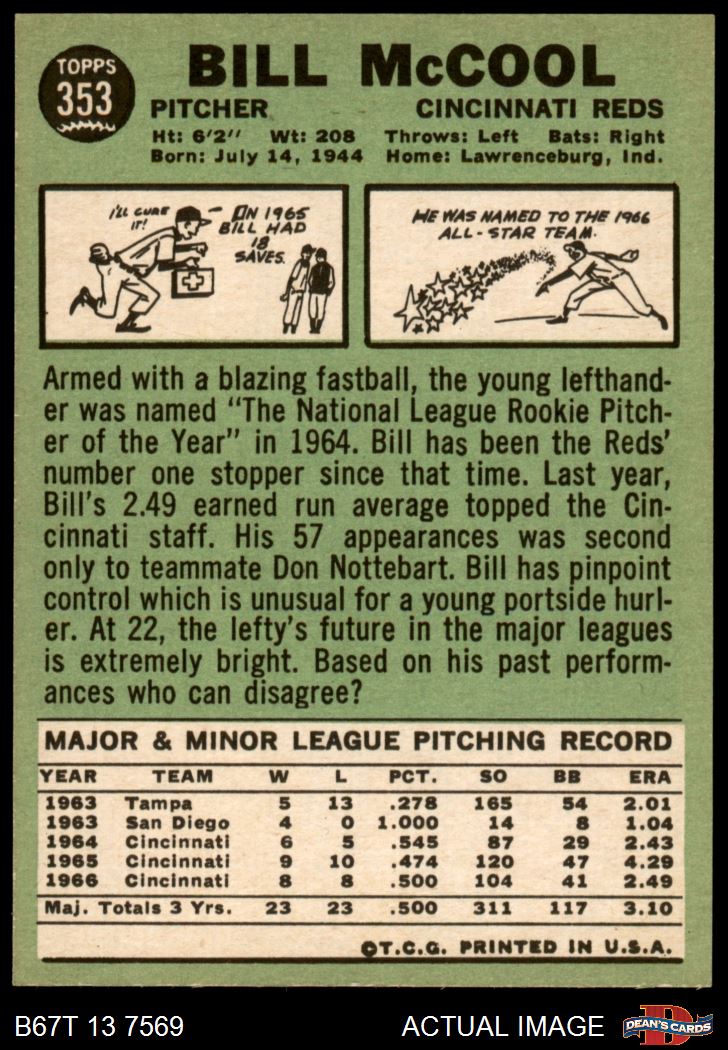 TOPPS
353
BILL McCOOL
PITCHER CINCINNATI REDS
Ht: 6'2" Wt: 208 Throws: Left Bats: Right
Born: July 14, 1944 Home: Lawrenceburg, Ind.
I'LL CURE
IT!
IN 1965
BILL HAD
18
SAVES.
HE WAS NAMED TO THE 1966
ALL-STAR TEAM.
Armed with a blazing fastball, the young lefthand-
er was named "The National League Rookie Pitch-
er of the Year" in 1964. Bill has been the Reds'
number one stopper since that time. Last year,
Bill's 2.49 earned run average topped the Cin-
cinnati staff. His 57 appearances was second
only to teammate Don Nottebart. Bill has pinpoint
control which is unusual for a young portside hurl-
er. At 22, the lefty's future in the major leagues
is extremely bright. Based on his past perform-
ances who can disagree?
MAJOR & MINOR LEAGUE PITCHING RECORD
YEAR TEAM W L PCT. SO BB ERA
1963 Tampa 5 13 .278 165 54 2.01
1963 San Diego 4 0 1.000 14 8 1.04
1964 Cincinnati 6 5 .545 87 29 2.43
1965 Cincinnati 9 10 .474 120 47 4.29
1966 Cincinnati 8 8 .500 104 41 2.49
Maj. Totals 3 Yrs. 23 23 .500 311 117 3.10
©T.C.G. PRINTED IN U.S.A.
B67T 13 7569 ACTUAL IMAGE
D
DEAN'S CARDS